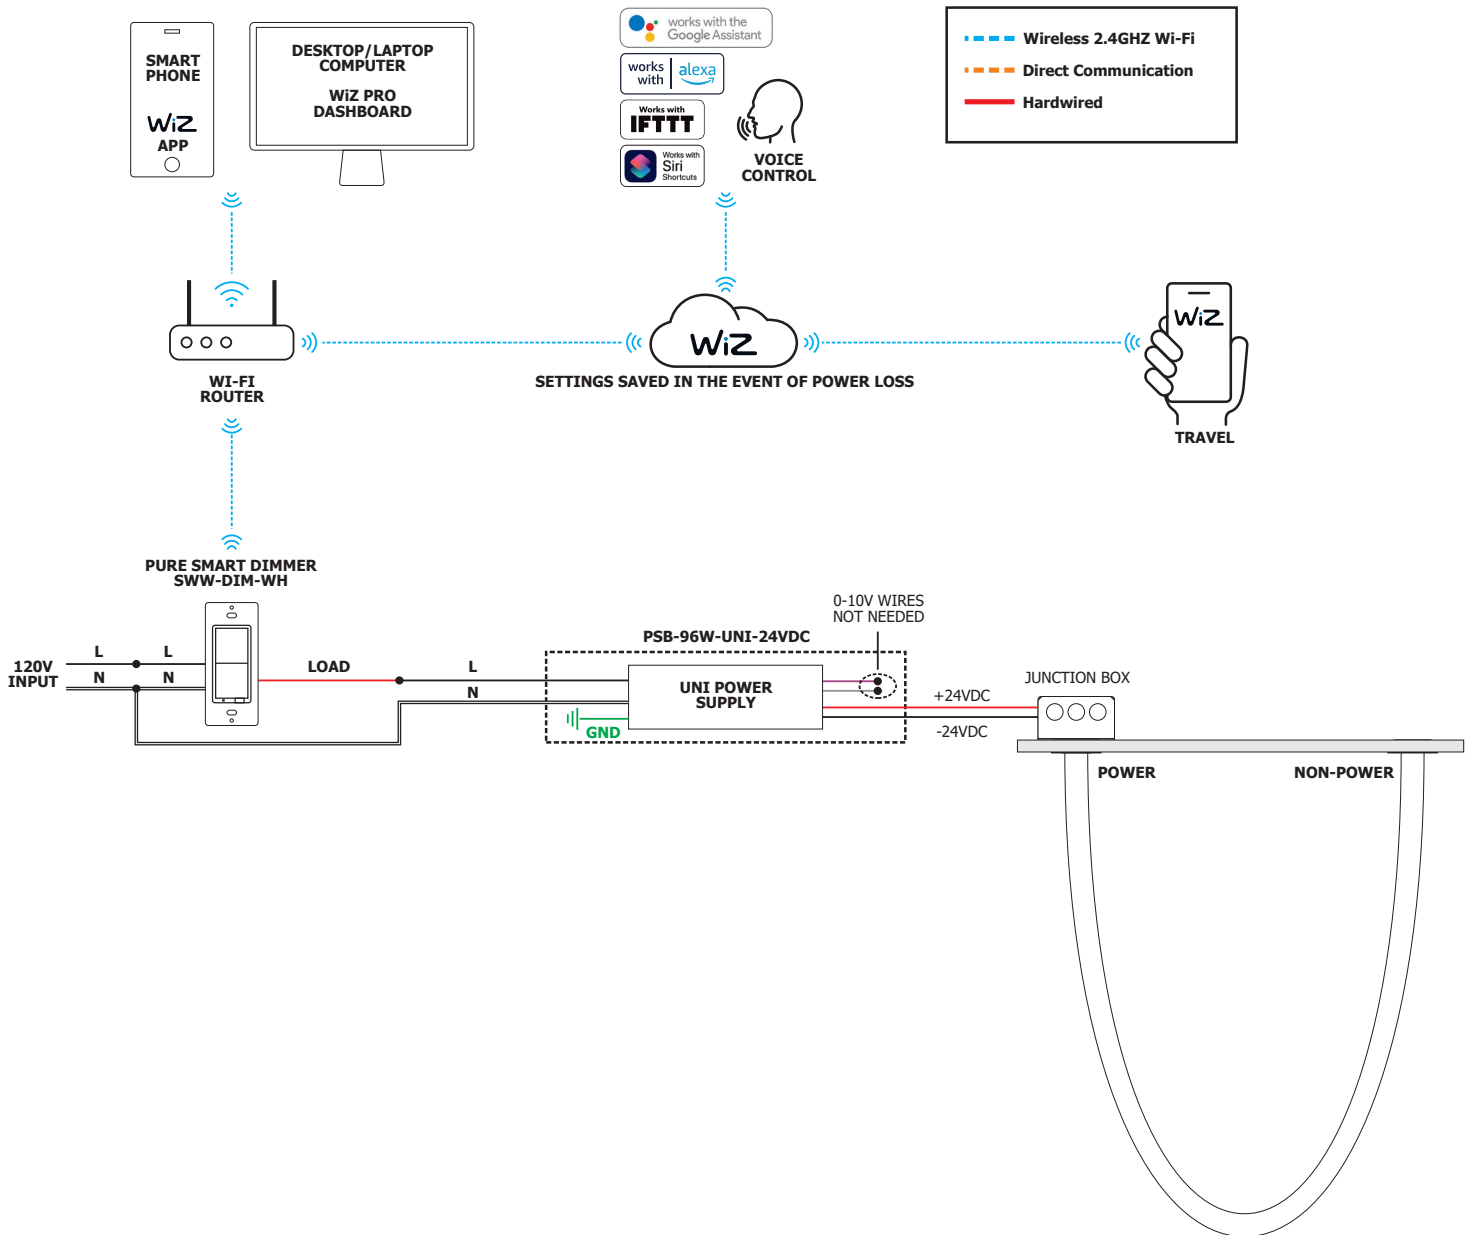 SMART
PHONE
WiZ
APP
DESKTOP/LAPTOP
COMPUTER
WiZ PRO
DASHBOARD
works with the
Google Assistant
works
with
alexa
Works with
IFTTT
Works with
Siri
Shortcuts
VOICE
CONTROL
Wireless 2.4GHZ Wi-Fi
Direct Communication
Hardwired
WI-FI
ROUTER
WiZ
SETTINGS SAVED IN THE EVENT OF POWER LOSS
WiZ
TRAVEL
PURE SMART DIMMER
SWW-DIM-WH
120V
INPUT
L
L
N
N
LOAD
L
N
GND
PSB-96W-UNI-24VDC
UNI POWER
SUPPLY
0-10V WIRES
NOT NEEDED
+24VDC
-24VDC
JUNCTION BOX
POWER
NON-POWER